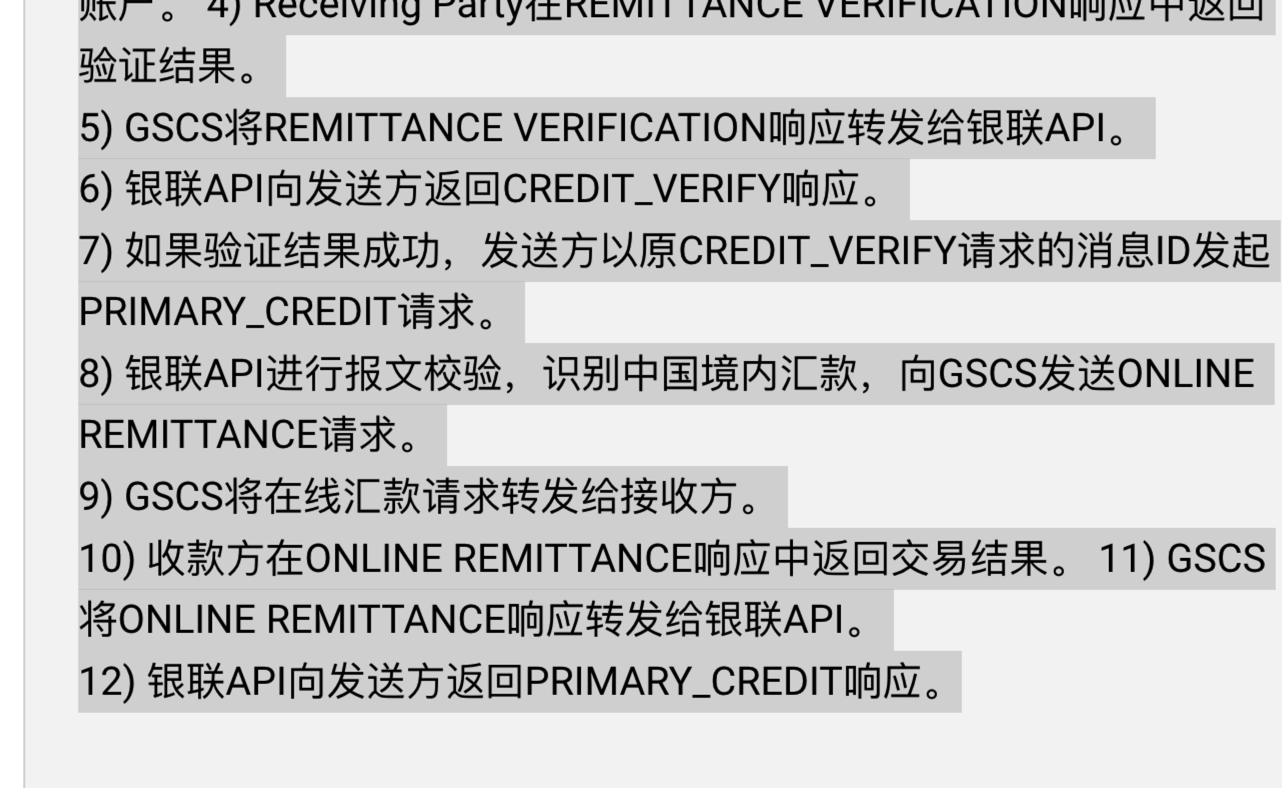 账户。 4) Receiving Party在REMITTANCE VERIFICATION响应中返回
验证结果。
5) GSCS将REMITTANCE VERIFICATION响应转发给银联API。
6) 银联API向发送方返回CREDIT_VERIFY响应。
7) 如果验证结果成功，发送方以原CREDIT_VERIFY请求的消息ID发起
PRIMARY_CREDIT请求。
8) 银联API进行报文校验，识别中国境内汇款，向GSCS发送ONLINE
REMITTANCE请求。
9) GSCS将在线汇款请求转发给接收方。
10) 收款方在ONLINE REMITTANCE响应中返回交易结果。 11) GSCS
将ONLINE REMITTANCE响应转发给银联API。
12) 银联API向发送方返回PRIMARY_CREDIT响应。